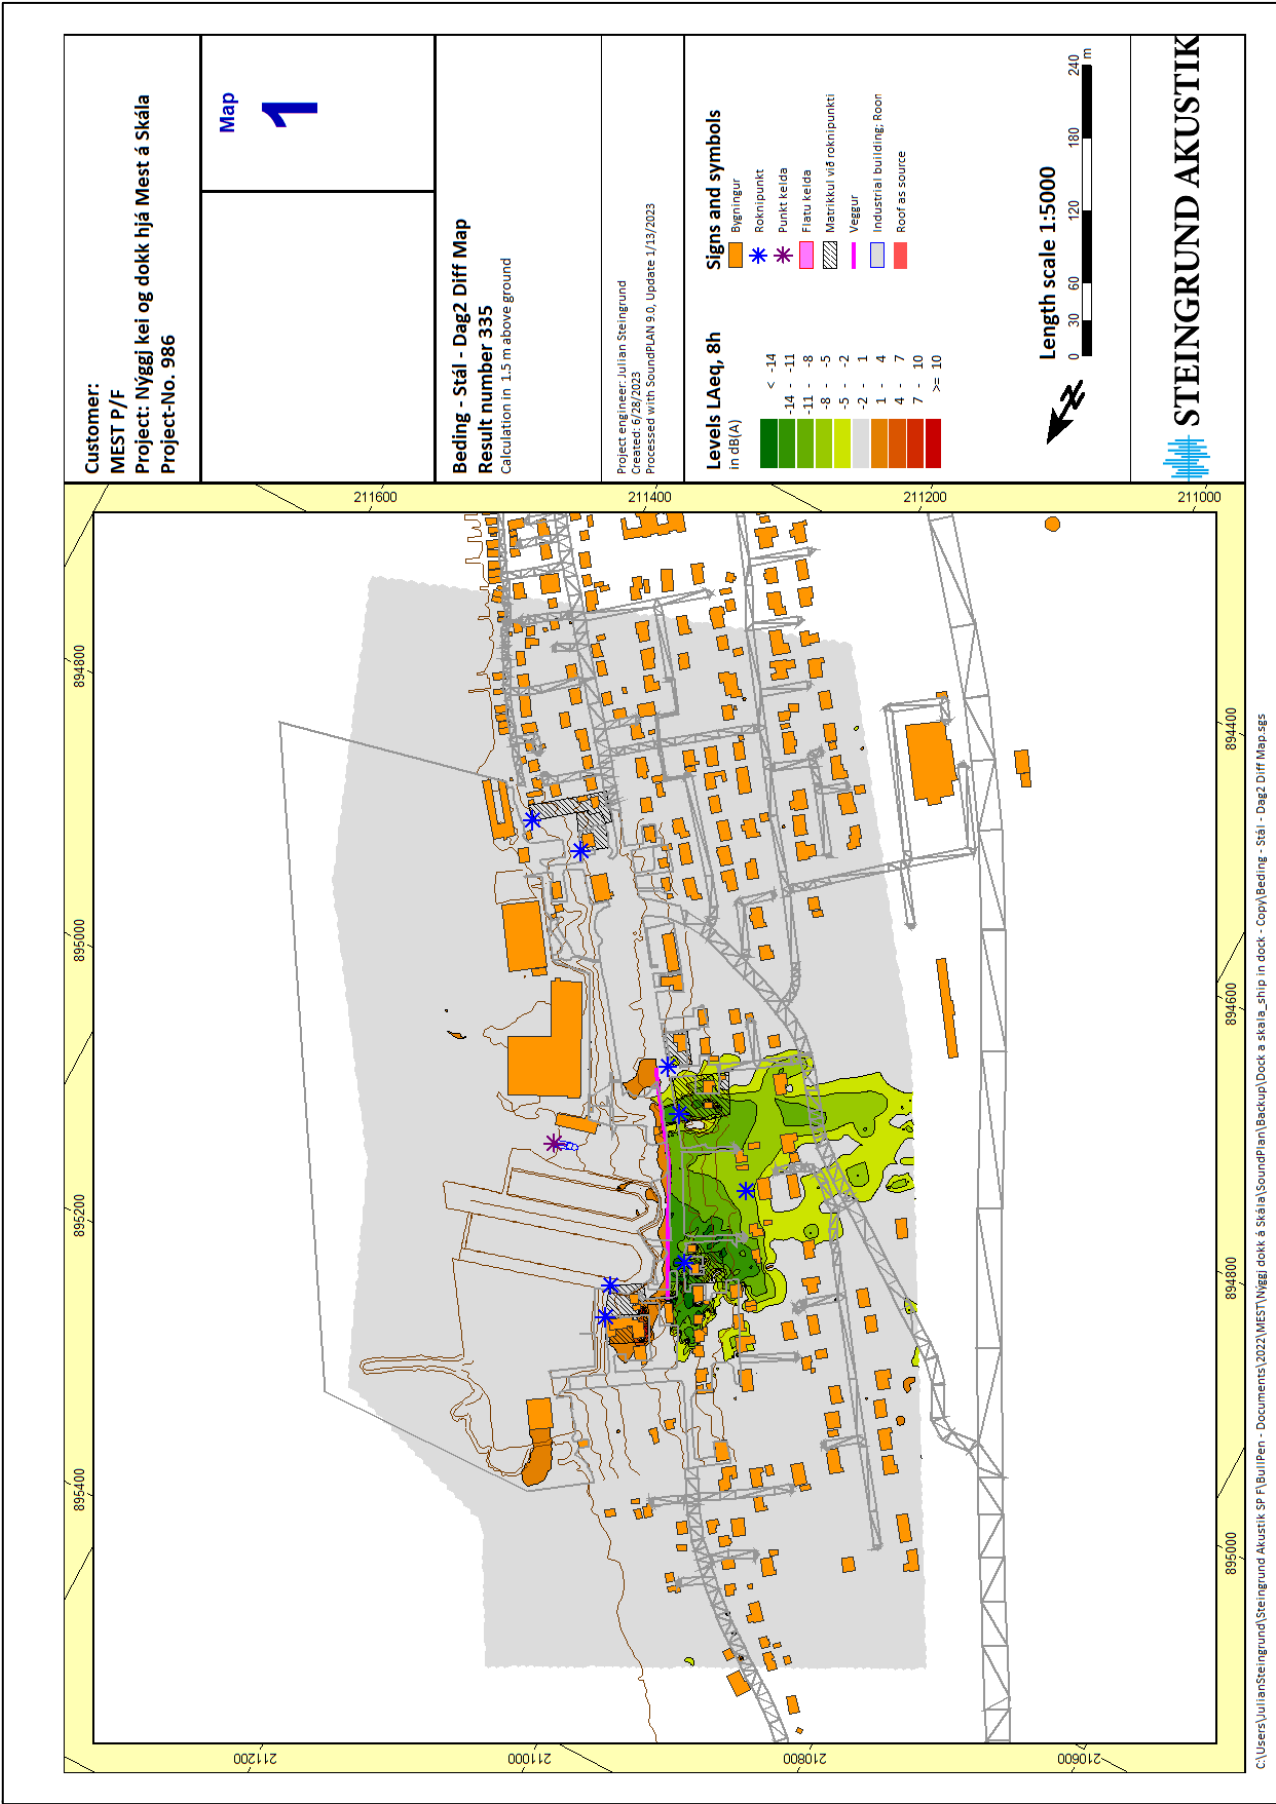 Customer:
MEST P/F
Project: Nýggj kei og dokk hjá Mest á Skála
Project-No. 986
Map
1
Beding - Stál - Dag2 Diff Map
Result number 335
Calculation in 1.5 m above ground
Project engineer: Julian Steingrund
Created: 6/28/2023
Processed with SoundPLAN 9.0, Update 1/13/2023
Levels LAeq, 8h
in dB(A)
< -14
-14 - -11
-11 - -8
-8 - -5
-5 - -2
-2 - 1
1 - 4
4 - 7
7 - 10
>= 10
Signs and symbols
Bygningur
Roknipunkt
Punkt kelda
Flatu kelda
Matrikkul við roknipunkti
Veggur
Industrial building; Roon
Roof as source
Length scale 1:5000
0 30 60 120 180 240
m
STEINGRUND AKUSTIK
211600
211400
211200
211000
894800
895000
895200
895400
894400
894600
894800
895000
211200
211000
210800
210600
C:\Users\JulianSteingrund\Steingrund Akustik SP F\BullPen - Documents\2022\MEST\Nýggj dokk á Skála\SoundPlan\Backup\Dock a skala_ship in dock - Copy\Beding - Stál - Dag2 Diff Map.sgs